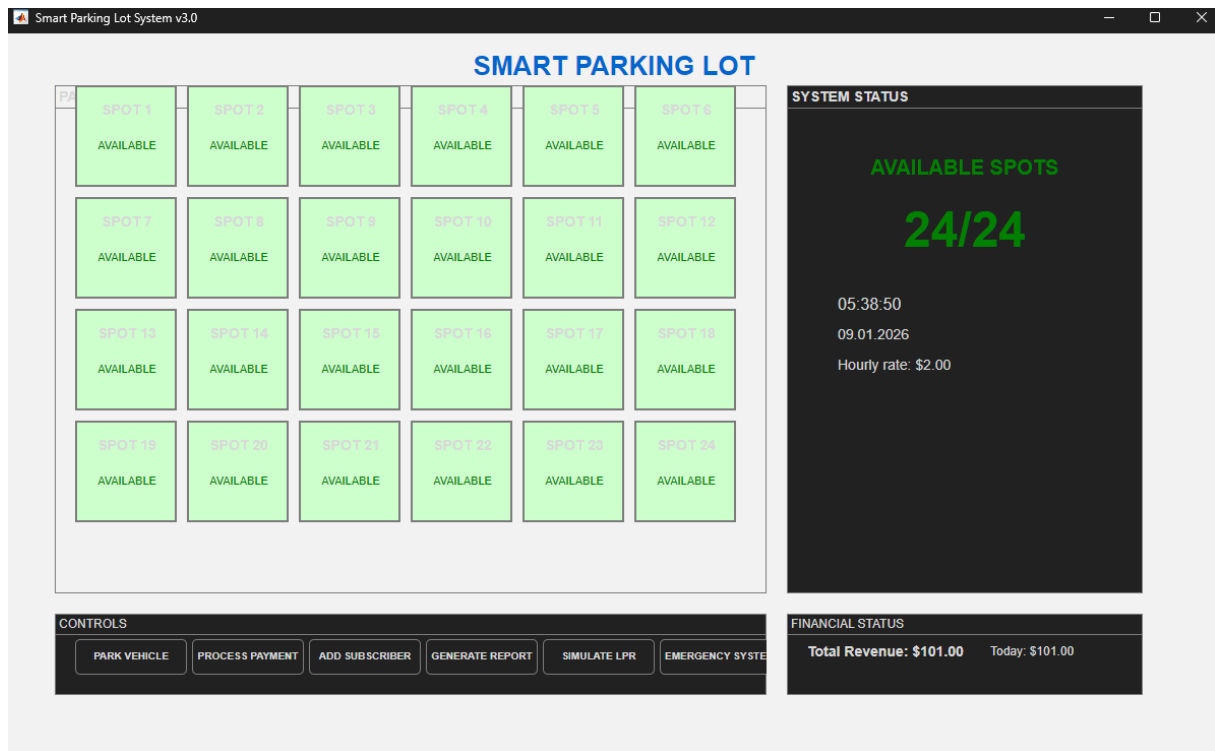 Smart Parking Lot System v3.0
SMART PARKING LOT
PA
SPOT 1 SPOT 2 SPOT 3 SPOT 4 SPOT 5 SPOT 6
AVAILABLE AVAILABLE AVAILABLE AVAILABLE AVAILABLE AVAILABLE
SPOT 7 SPOT 8 SPOT 9 SPOT 10 SPOT 11 SPOT 12
AVAILABLE AVAILABLE AVAILABLE AVAILABLE AVAILABLE AVAILABLE
SPOT 13 SPOT 14 SPOT 15 SPOT 16 SPOT 17 SPOT 18
AVAILABLE AVAILABLE AVAILABLE AVAILABLE AVAILABLE AVAILABLE
SPOT 19 SPOT 20 SPOT 21 SPOT 22 SPOT 23 SPOT 24
AVAILABLE AVAILABLE AVAILABLE AVAILABLE AVAILABLE AVAILABLE
SYSTEM STATUS
AVAILABLE SPOTS
24/24
05:38:50
09.01.2026
Hourly rate: $2.00
CONTROLS
PARK VEHICLE PROCESS PAYMENT ADD SUBSCRIBER GENERATE REPORT SIMULATE LPR EMERGENCY SYSTE
FINANCIAL STATUS
Total Revenue: $101.00 Today: $101.00